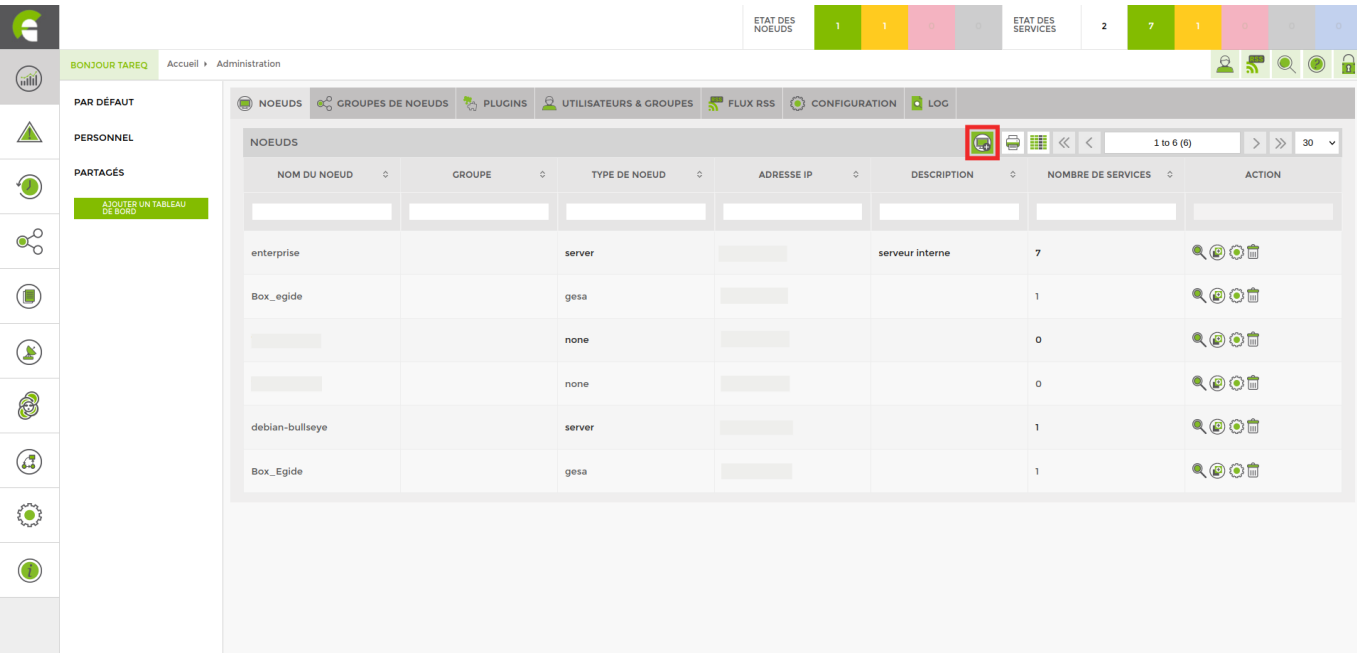 ETAT DES
NOEUDS
1
1
0
0
ETAT DES
SERVICES
2
7
1
0
0
0
BONJOUR TAREQ
Accueil
Administration
RSS
PAR DÉFAUT
PERSONNEL
PARTAGÉS
AJOUTER UN TABLEAU
DE BORD
NOEUDS
GROUPES DE NOEUDS
PLUGINS
UTILISATEURS & GROUPES
FLUX RSS
CONFIGURATION
LOG
NOEUDS
1 to 6 (6)
30
NOM DU NOEUD
GROUPE
TYPE DE NOEUD
ADRESSE IP
DESCRIPTION
NOMBRE DE SERVICES
ACTION
enterprise server serveur interne 7
Box_egide gesa 1
none 0
none 0
debian-bullseye server 1
Box_Egide gesa 1